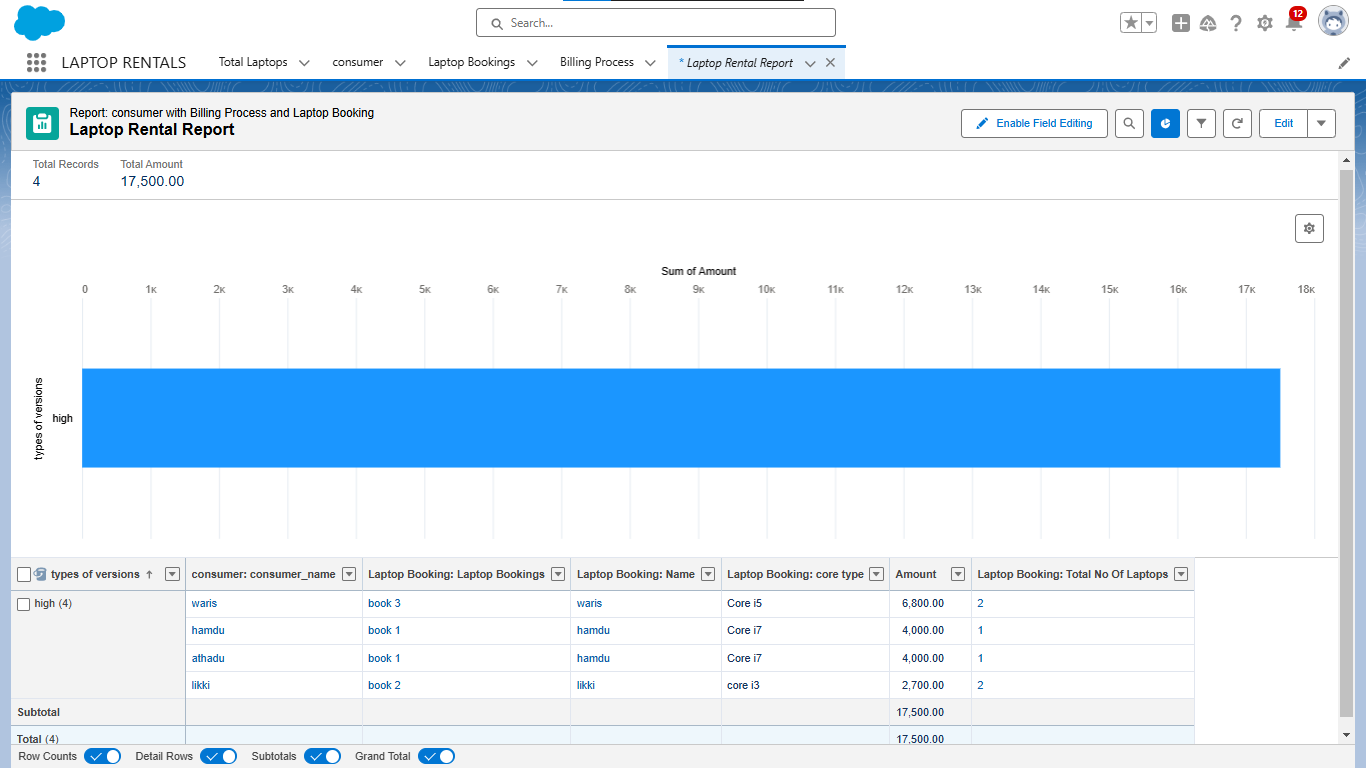 Search...
12
LAPTOP RENTALS
Total Laptops
consumer
Laptop Bookings
Billing Process
* Laptop Rental Report
Report: consumer with Billing Process and Laptop Booking
Laptop Rental Report
Enable Field Editing
Edit
Total Records
Total Amount
4
17,500.00
Sum of Amount
0 1K 2K 3K 4K 5K 6K 7K 8K 9K 10K 11K 12K 13K 14K 15K 16K 17K 18K
types of versions
high
types of versions ↑ consumer: consumer_name Laptop Booking: Laptop Bookings Laptop Booking: Name Laptop Booking: core type Amount Laptop Booking: Total No Of Laptops
high (4) waris book 3 waris Core i5 6,800.00 2
hamdu book 1 hamdu Core i7 4,000.00 1
athadu book 1 hamdu Core i7 4,000.00 1
likki book 2 likki core i3 2,700.00 2
Subtotal 17,500.00
Total (4) 17,500.00
Row Counts Detail Rows Subtotals Grand Total